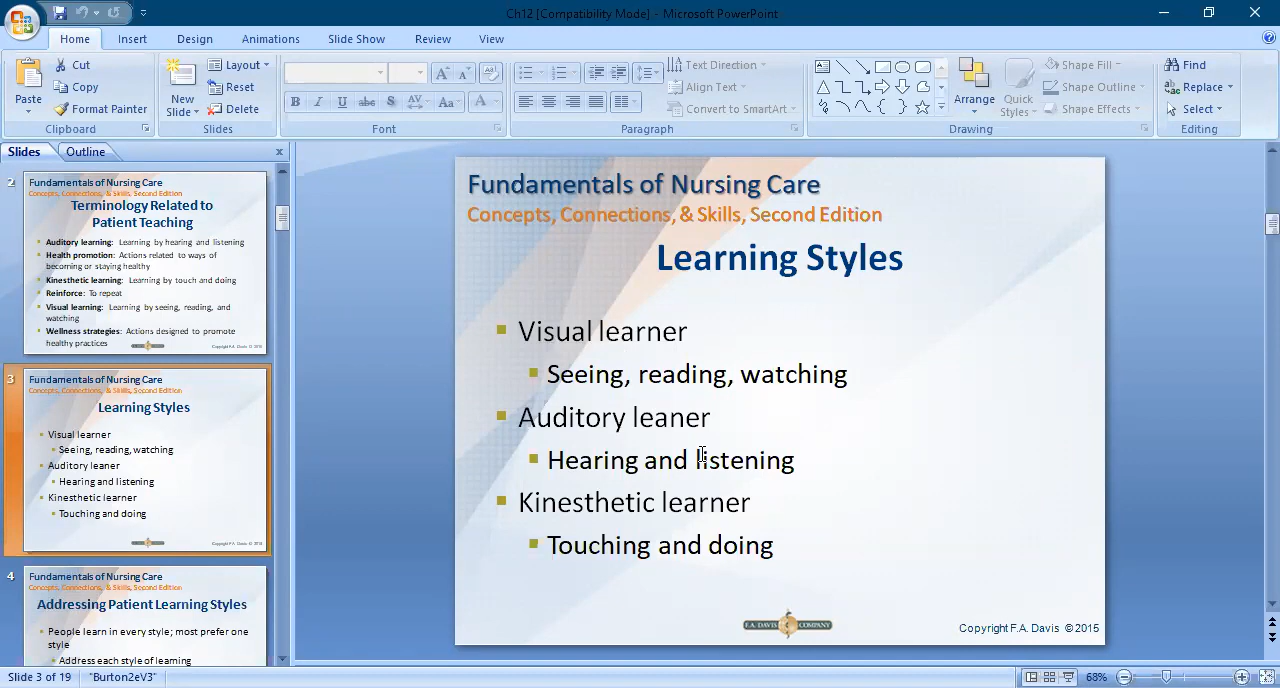 Ch12 [Compatibility Mode] - Microsoft PowerPoint
Home Insert Design Animations Slide Show Review View
Paste
Cut
Copy
Format Painter
Clipboard
New Slide
Layout
Reset
Delete
Slides
B I U abc S AV Aa A
Font
Text Direction
Align Text
Convert to SmartArt
Paragraph
Arrange
Quick Styles
Shape Fill
Shape Outline
Shape Effects
Drawing
Find
Replace
Select
Editing
Slides Outline x
2
Fundamentals of Nursing Care
Concepts, Connections, & Skills, Second Edition
Terminology Related to
Patient Teaching
Auditory learning: Learning by hearing and listening
Health promotion: Actions related to ways of
becoming or staying healthy
Kinesthetic learning: Learning by touch and doing
Reinforce: To repeat
Visual learning: Learning by seeing, reading, and
watching
Wellness strategies: Actions designed to promote
healthy practices
3
Fundamentals of Nursing Care
Concepts, Connections, & Skills, Second Edition
Learning Styles
Visual learner
Seeing, reading, watching
Auditory leaner
Hearing and listening
Kinesthetic learner
Touching and doing
4
Fundamentals of Nursing Care
Concepts, Connections, & Skills, Second Edition
Addressing Patient Learning Styles
People learn in every style; most prefer one
style
Address each style of learning
Fundamentals of Nursing Care
Concepts, Connections, & Skills, Second Edition
Learning Styles
Visual learner
Seeing, reading, watching
Auditory leaner
Hearing and listening
Kinesthetic learner
Touching and doing
F.A. DAVIS COMPANY
Copyright F.A. Davis © 2015
Slide 3 of 19 "Burton2eV3" 68%